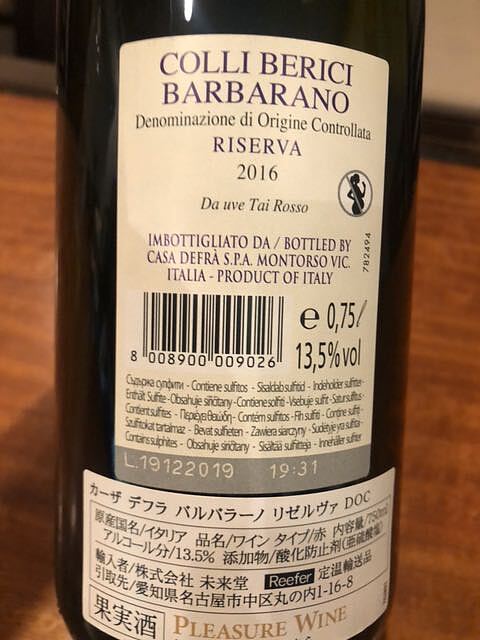 COLLI BERICI
BARBARANO
Denominazione di Origine Controllata
RISERVA
2016
Da uve Tai Rosso
IMBOTTIGLIATO DA / BOTTLED BY
CASA DEFRÀ S.P.A. MONTORSO VIC.
ITALIA - PRODUCT OF ITALY
782494
8 008900 009026
e 0,75 l
13,5% vol
Съдържа сулфити - Contiene sulfitos - Sisaldab sulfitid - Indeholder sulfitter-
Enthält Sulfite - Obsahuje siřičitany - Contiene solfiti - Vsebuje sulfit - Satur sulfitus
Contient sulfites - Περιέχει θειώδη - Contém sulfitos - Fih sulfiti - Conține sulfiti -
Szulfitokat tartalmaz - Bevat sulfieten - Zawiera siarczyny - Sudėtyje yra sulfitai -
Contains sulphites - Obsahuje siričitany - Sisältää sulfitteja - Innehåller sulfiter
L.19122019 19:31
カーザ デフラ バルバラーノ リゼルヴァ DOC
原産国名/イタリア 品名/ワイン タイプ/赤 内容量/750ml
アルコール分/13.5% 添加物/酸化防止剤(亜硫酸塩)
輸入者/株式会社 未来堂 Reefer 定温輸送品
引取先/愛知県名古屋市中区丸の内1-16-8
果実酒 PLEASURE WINE